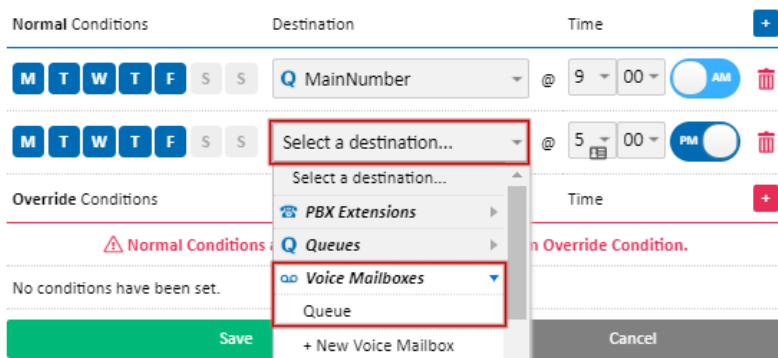 Normal Conditions Destination Time +
M T W T F S S Q MainNumber @ 9 00 AM
M T W T F S S Select a destination... @ 5 00 PM
Select a destination...
Override Conditions Time +
PBX Extensions
Normal Conditions a Q Queues n Override Condition.
Voice Mailboxes
No conditions have been set.
Queue
Save + New Voice Mailbox Cancel